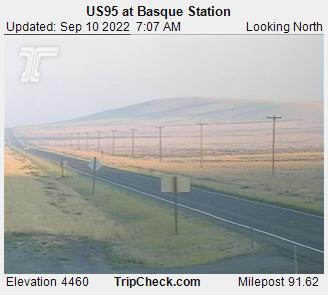 US95 at Basque Station
Updated: Sep 10 2022 7:07 AM Looking North
Elevation 4460 TripCheck.com Milepost 91.62